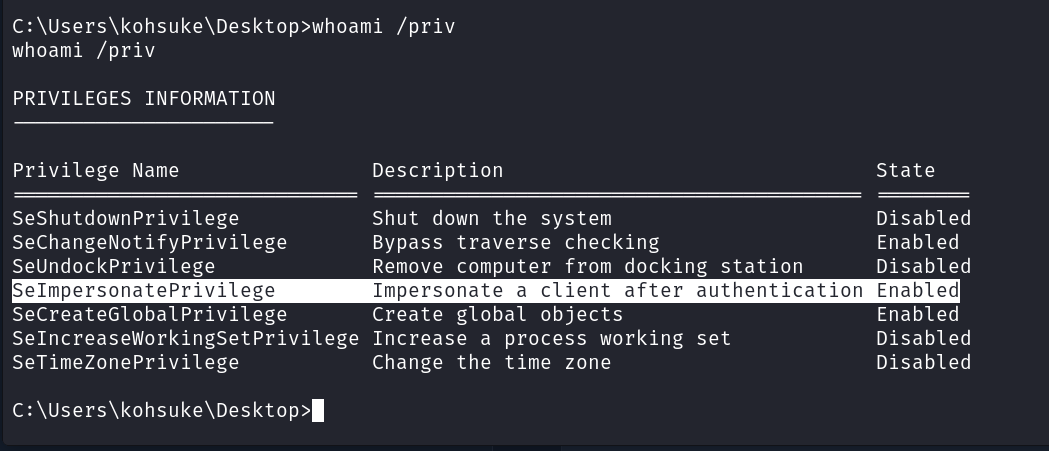 C:\Users\kohsuke\Desktop>whoami /priv
whoami /priv
PRIVILEGES INFORMATION
----------------------
Privilege Name                Description                               State
============================= ========================================= ========
SeShutdownPrivilege           Shut down the system                      Disabled
SeChangeNotifyPrivilege       Bypass traverse checking                  Enabled
SeUndockPrivilege             Remove computer from docking station      Disabled
SeImpersonatePrivilege        Impersonate a client after authentication Enabled
SeCreateGlobalPrivilege       Create global objects                     Enabled
SeIncreaseWorkingSetPrivilege Increase a process working set            Disabled
SeTimeZonePrivilege           Change the time zone                      Disabled
C:\Users\kohsuke\Desktop>